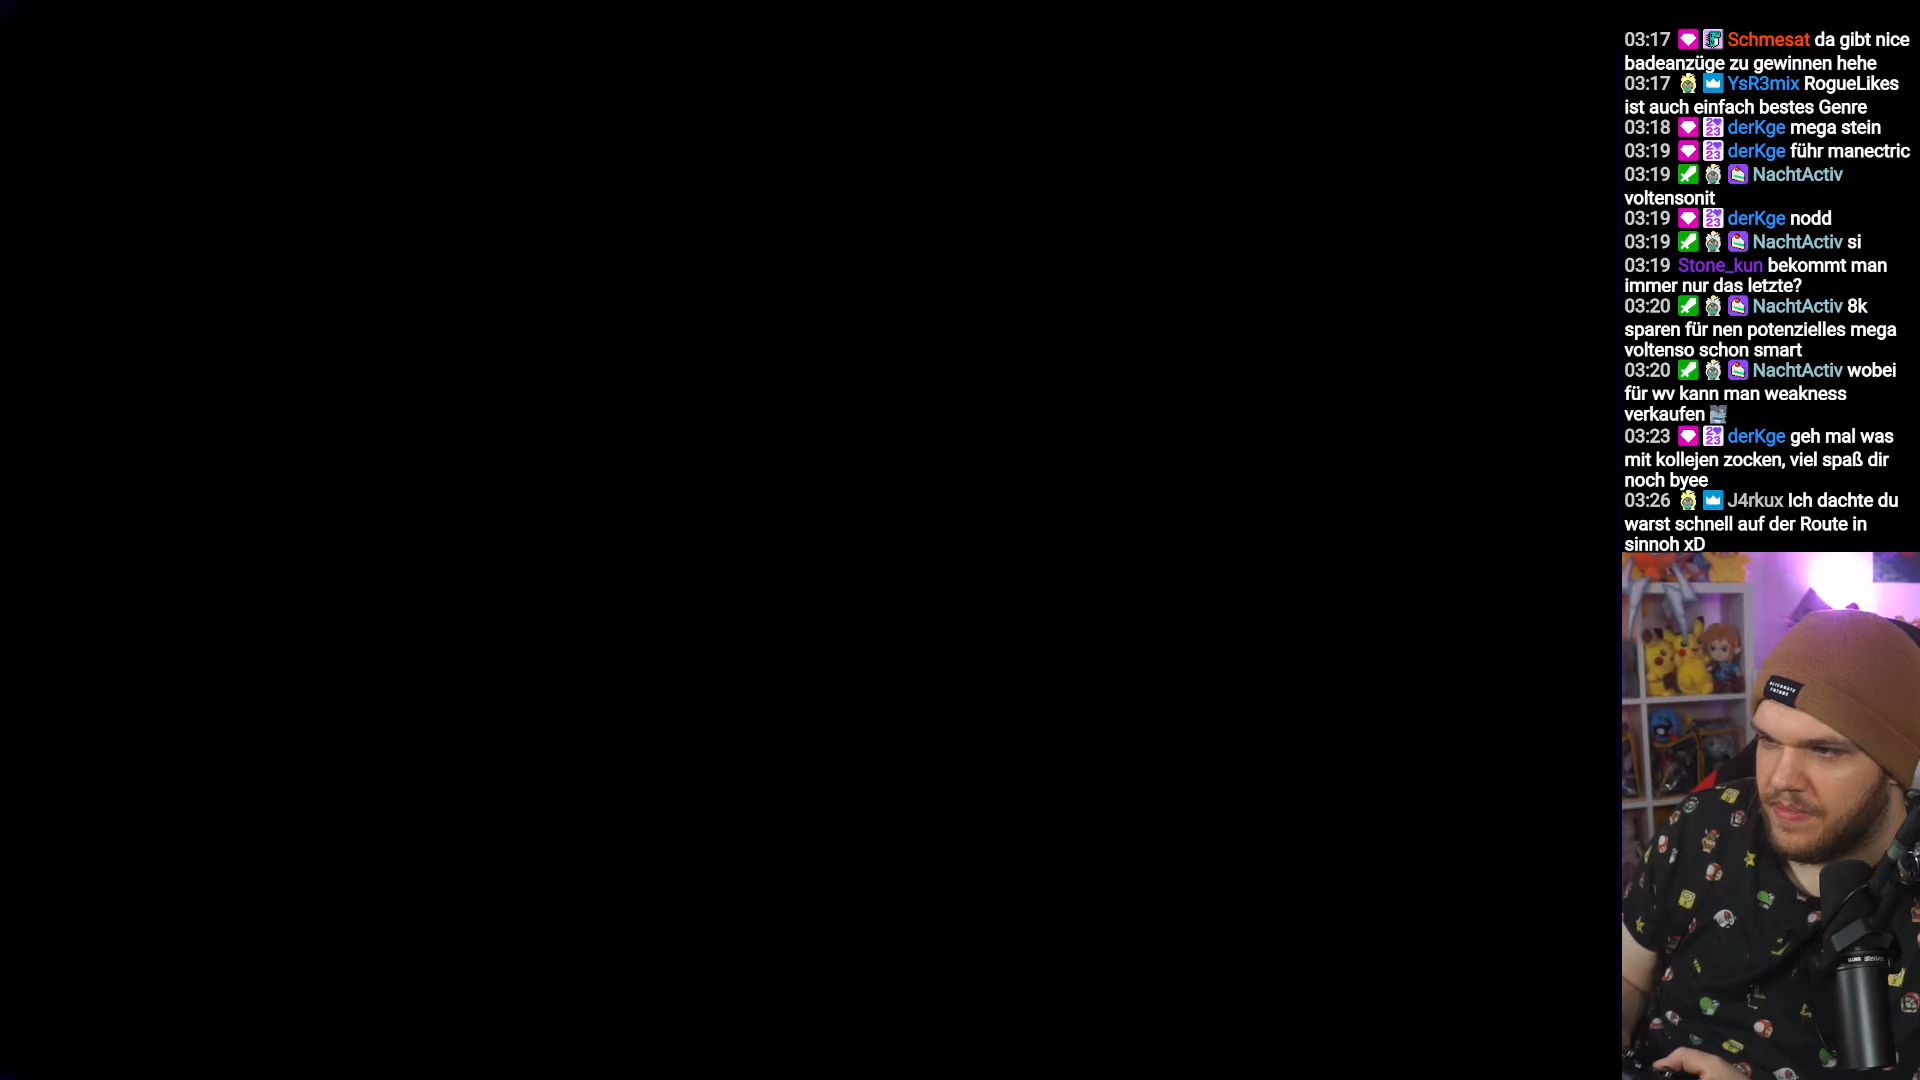 03:17 Schmesat da gibt nice
badeanzüge zu gewinnen hehe
03:17 YsR3mix RogueLikes
ist auch einfach bestes Genre
03:18 derKge mega stein
03:19 derKge führ manectric
03:19 NachtActiv
voltensonit
03:19 derKge nodd
03:19 NachtActiv si
03:19 Stone_kun bekommt man
immer nur das letzte?
03:20 NachtActiv 8k
sparen für nen potenzielles mega
voltenso schon smart
03:20 NachtActiv wobei
für wv kann man weakness
verkaufen
03:23 derKge geh mal was
mit kollejen zocken, viel spaß dir
noch byee
03:26 J4rkux Ich dachte du
warst schnell auf der Route in
sinnoh xD